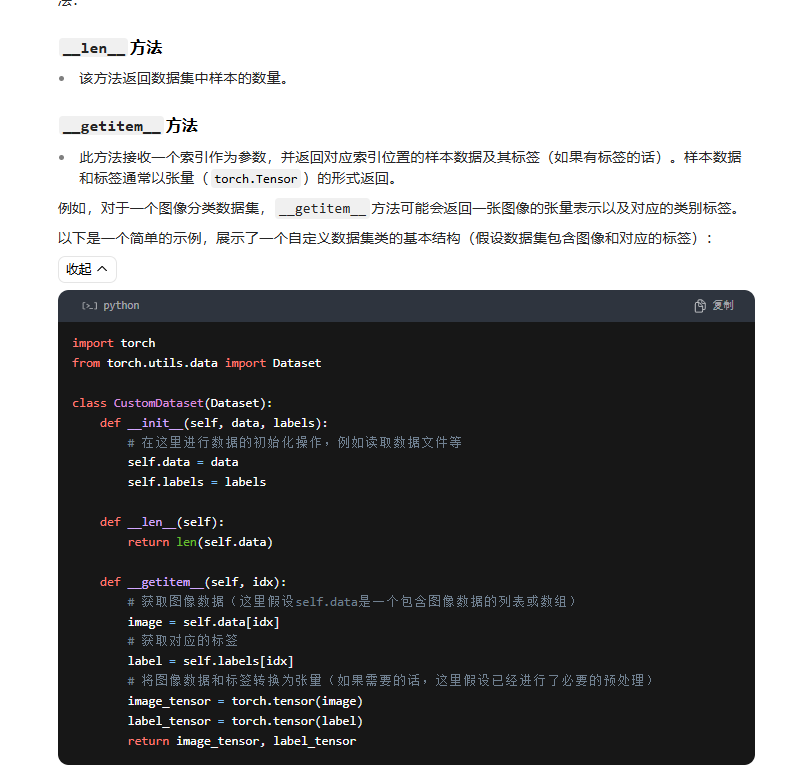 法:
__len__ 方法
该方法返回数据集中样本的数量。
__getitem__ 方法
此方法接收一个索引作为参数，并返回对应索引位置的样本数据及其标签（如果有标签的话）。样本数据
和标签通常以张量（ torch.Tensor ）的形式返回。
例如，对于一个图像分类数据集， __getitem__ 方法可能会返回一张图像的张量表示以及对应的类别标签。
以下是一个简单的示例，展示了一个自定义数据集类的基本结构（假设数据集包含图像和对应的标签）：
收起
python 复制
import torch
from torch.utils.data import Dataset
class CustomDataset(Dataset):
    def __init__(self, data, labels):
        # 在这里进行数据的初始化操作，例如读取数据文件等
        self.data = data
        self.labels = labels
    def __len__(self):
        return len(self.data)
    def __getitem__(self, idx):
        # 获取图像数据（这里假设self.data是一个包含图像数据的列表或数组）
        image = self.data[idx]
        # 获取对应的标签
        label = self.labels[idx]
        # 将图像数据和标签转换为张量（如果需要的话，这里假设已经进行了必要的预处理）
        image_tensor = torch.tensor(image)
        label_tensor = torch.tensor(label)
        return image_tensor, label_tensor